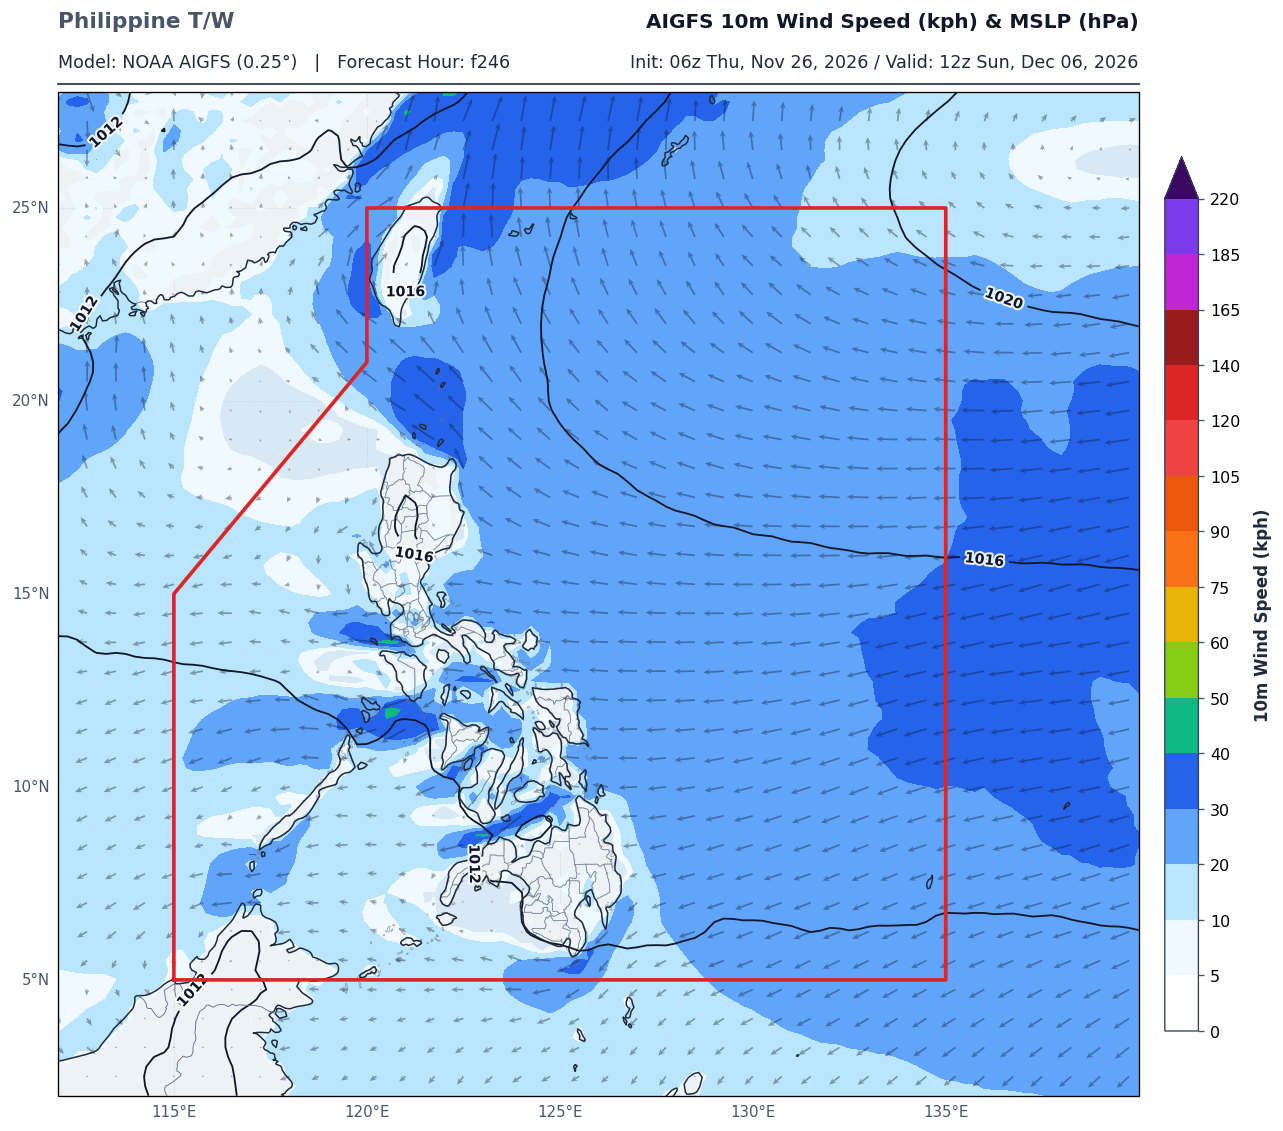 Philippine T/W
AIGFS 10m Wind Speed (kph) & MSLP (hPa)
Model: NOAA AIGFS (0.25°) | Forecast Hour: f246
Init: 06z Thu, Nov 26, 2026 / Valid: 12z Sun, Dec 06, 2026
1012
1012
1016
1020
1016
1016
1012
1012
25°N
20°N
15°N
10°N
5°N
115°E
120°E
125°E
130°E
135°E
220
185
165
140
120
105
90
75
60
50
40
30
20
10
5
0
10m Wind Speed (kph)